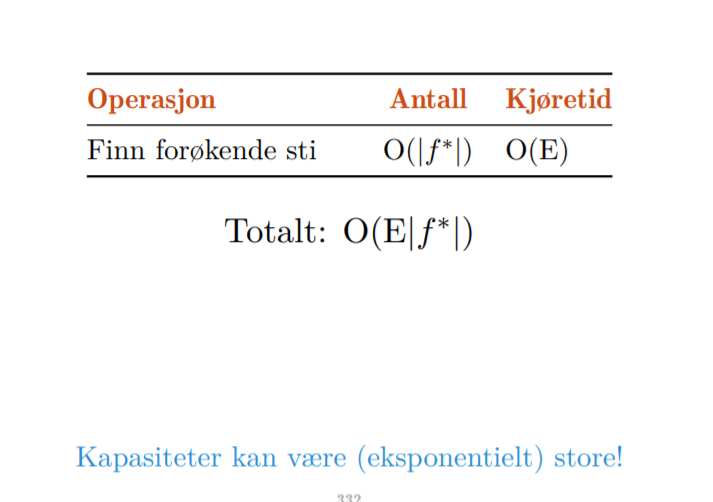 Operasjon Antall Kjøretid
Finn forøkende sti O(|f*|) O(E)
Totalt: O(E|f*|)
Kapasiteter kan være (eksponentielt) store!
332